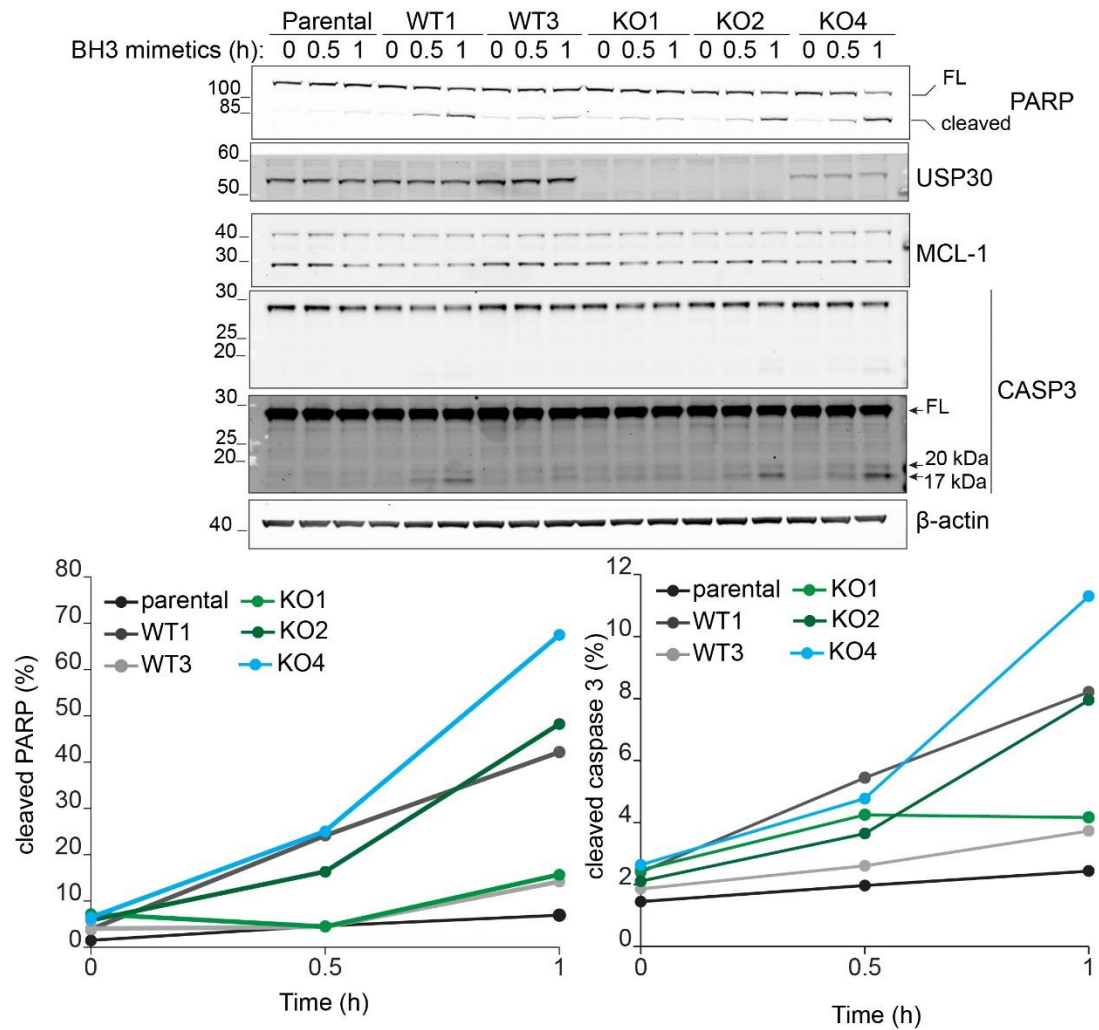 Parental WT1 WT3 KO1 KO2 KO4
BH3 mimetics (h): 0 0.5 1 0 0.5 1 0 0.5 1 0 0.5 1 0 0.5 1 0 0.5 1
100
85
FL
cleaved
PARP
60
50
USP30
40
30
MCL-1
30
25
20
30
25
20
FL
20 kDa
17 kDa
CASP3
40
β-actin
cleaved PARP (%)
80
70
60
50
40
30
20
10
0
parental KO1
WT1 KO2
WT3 KO4
0 0.5 1
Time (h)
cleaved caspase 3 (%)
12
10
8
6
4
2
0
parental KO1
WT1 KO2
WT3 KO4
0 0.5 1
Time (h)